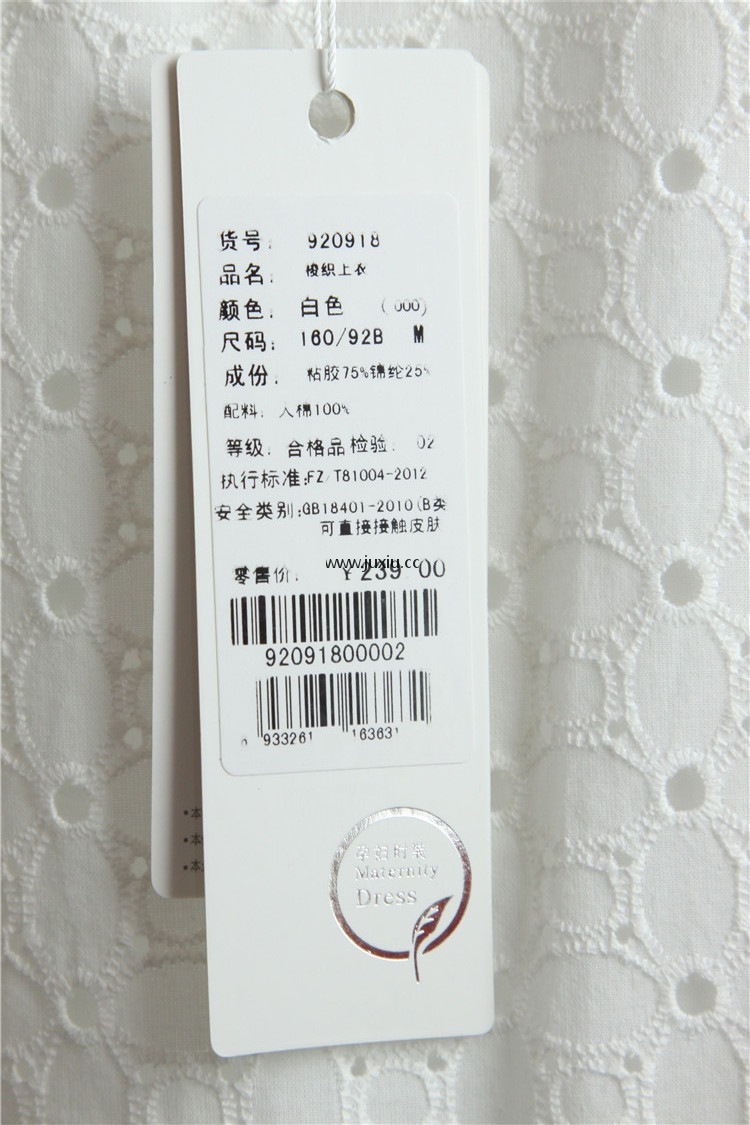 货号： 920918
品名： 梭织上衣
颜色： 白色 (000)
尺码： 160/92B M
成份： 粘胶75%锦纶25%
配料： 人棉100%
等级：合格品 检验： 02
执行标准:FZ/T81004-2012
安全类别:GB18401-2010(B类
可直接接触皮肤
www.juxiu.cc
零售价： ￥239.00
92091800002
933261 163631
孕妇时装
Maternity
Dress
•本
•本
•本